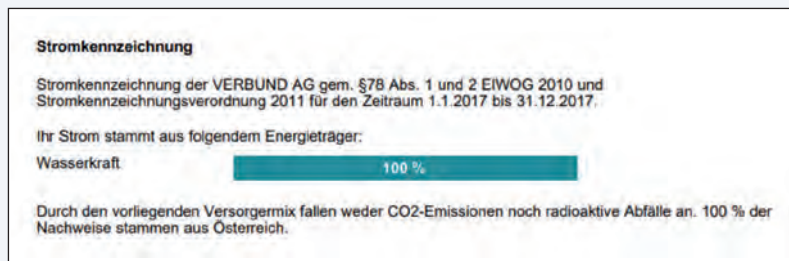 Stromkennzeichnung
Stromkennzeichnung der VERBUND AG gem. §78 Abs. 1 und 2 ElWOG 2010 und
Stromkennzeichnungsverordnung 2011 für den Zeitraum 1.1.2017 bis 31.12.2017.
Ihr Strom stammt aus folgendem Energieträger:
Wasserkraft 100 %
Durch den vorliegenden Versorgermix fallen weder CO2-Emissionen noch radioaktive Abfälle an. 100 % der
Nachweise stammen aus Österreich.